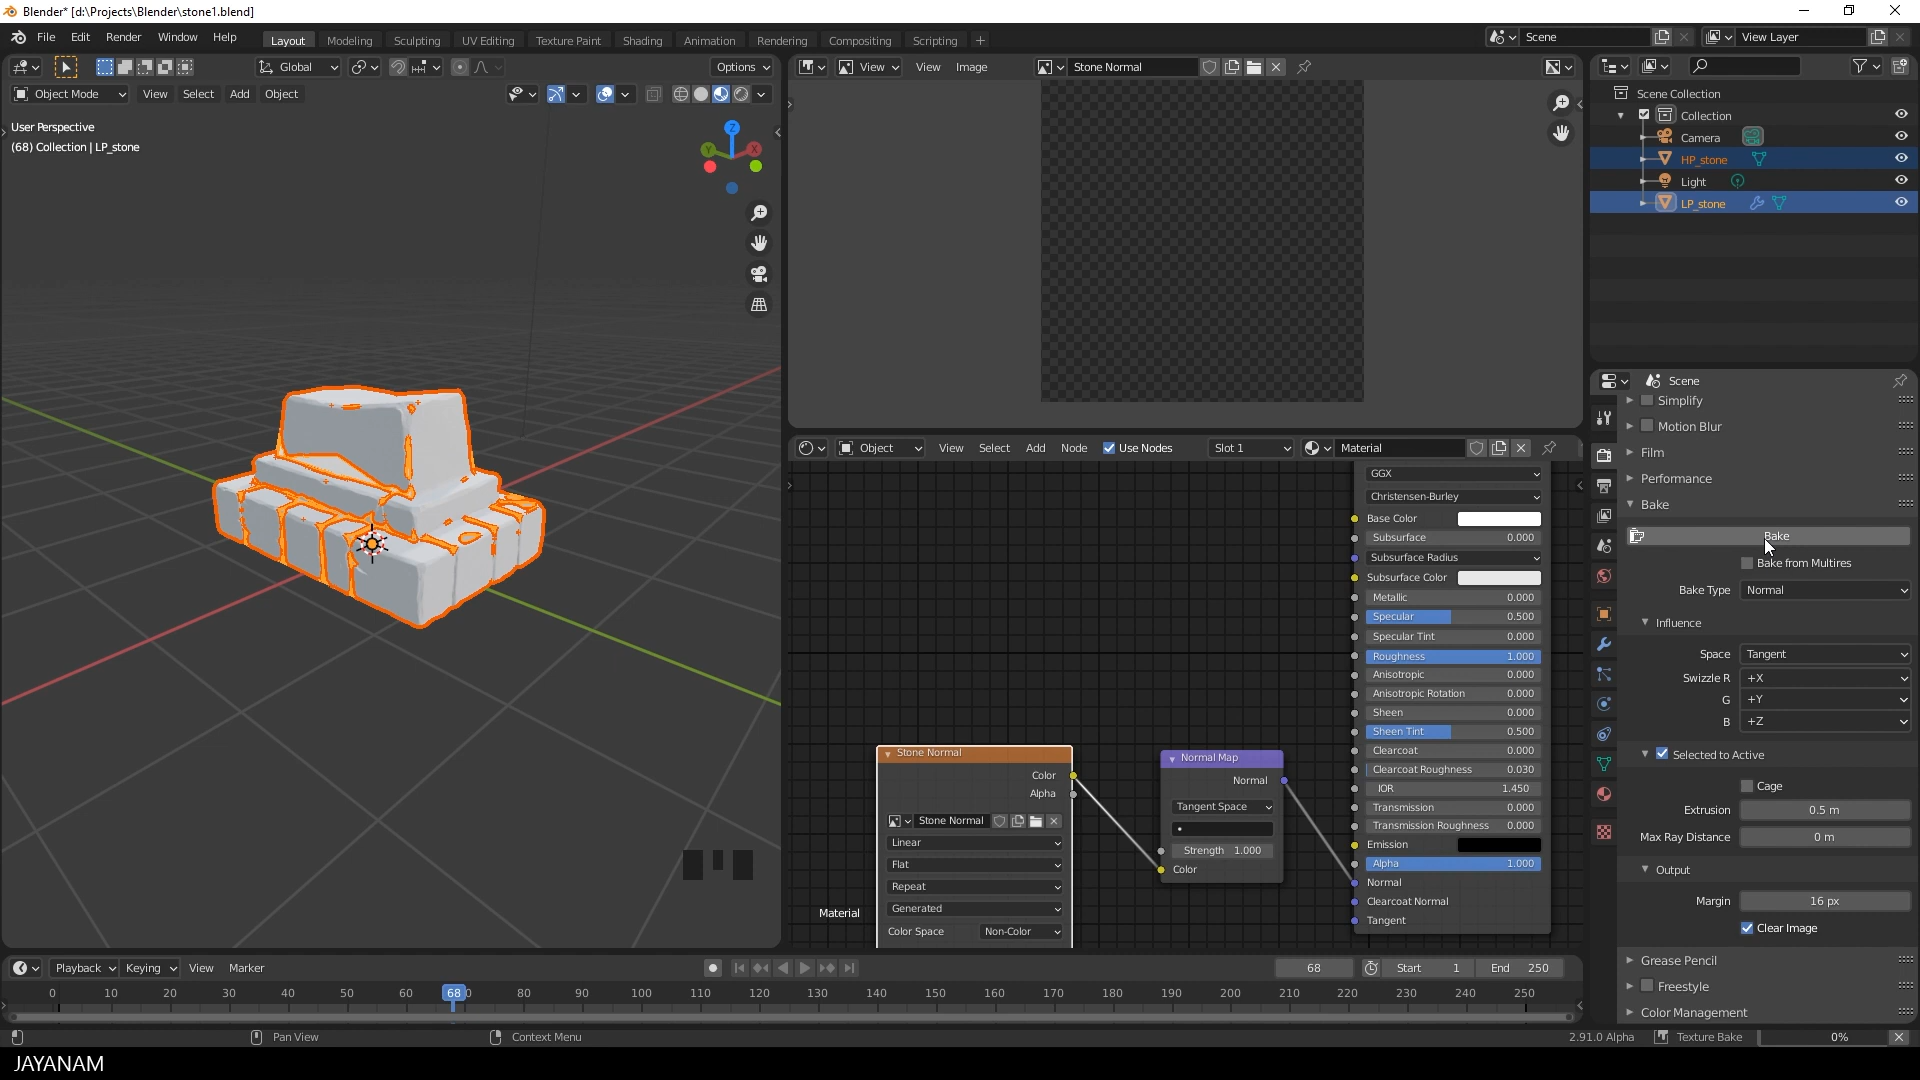 Blender* [d:\Projects\Blender\stone1.blend]
File Edit Render Window Help Layout Modeling Sculpting UV Editing Texture Paint Shading Animation Rendering Compositing Scripting + Scene View Layer
Global Options
Object Mode View Select Add Object
User Perspective
(68) Collection | LP_stone
Z
Y X
View View Image Stone Normal
Scene Collection
Collection
Camera
HP_stone
Light
LP_stone
Object View Select Add Node Use Nodes Slot 1 Material
GGX
Christensen-Burley
Base Color
Subsurface 0.000
Subsurface Radius
Subsurface Color
Metallic 0.000
Specular 0.500
Specular Tint 0.000
Roughness 1.000
Anisotropic 0.000
Anisotropic Rotation 0.000
Sheen 0.000
Sheen Tint 0.500
Clearcoat 0.000
Clearcoat Roughness 0.030
IOR 1.450
Transmission 0.000
Transmission Roughness 0.000
Emission
Alpha 1.000
Normal
Clearcoat Normal
Tangent
Stone Normal
Color
Alpha
Stone Normal
Linear
Flat
Repeat
Generated
Color Space Non-Color
Normal Map
Normal
Tangent Space
Strength 1.000
Color
Material
Scene
Simplify
Motion Blur
Film
Performance
Bake
Bake
Bake from Multires
Bake Type Normal
Influence
Space Tangent
Swizzle R +X
G +Y
B +Z
Selected to Active
Cage
Extrusion 0.5 m
Max Ray Distance 0 m
Output
Margin 16 px
Clear Image
Grease Pencil
Freestyle
Color Management
Playback Keying View Marker 68 Start 1 End 250
0 10 20 30 40 50 60 68 80 90 100 110 120 130 140 150 160 170 180 190 200 210 220 230 240 250
Pan View Context Menu 2.91.0 Alpha Texture Bake 0%
JAYANAM